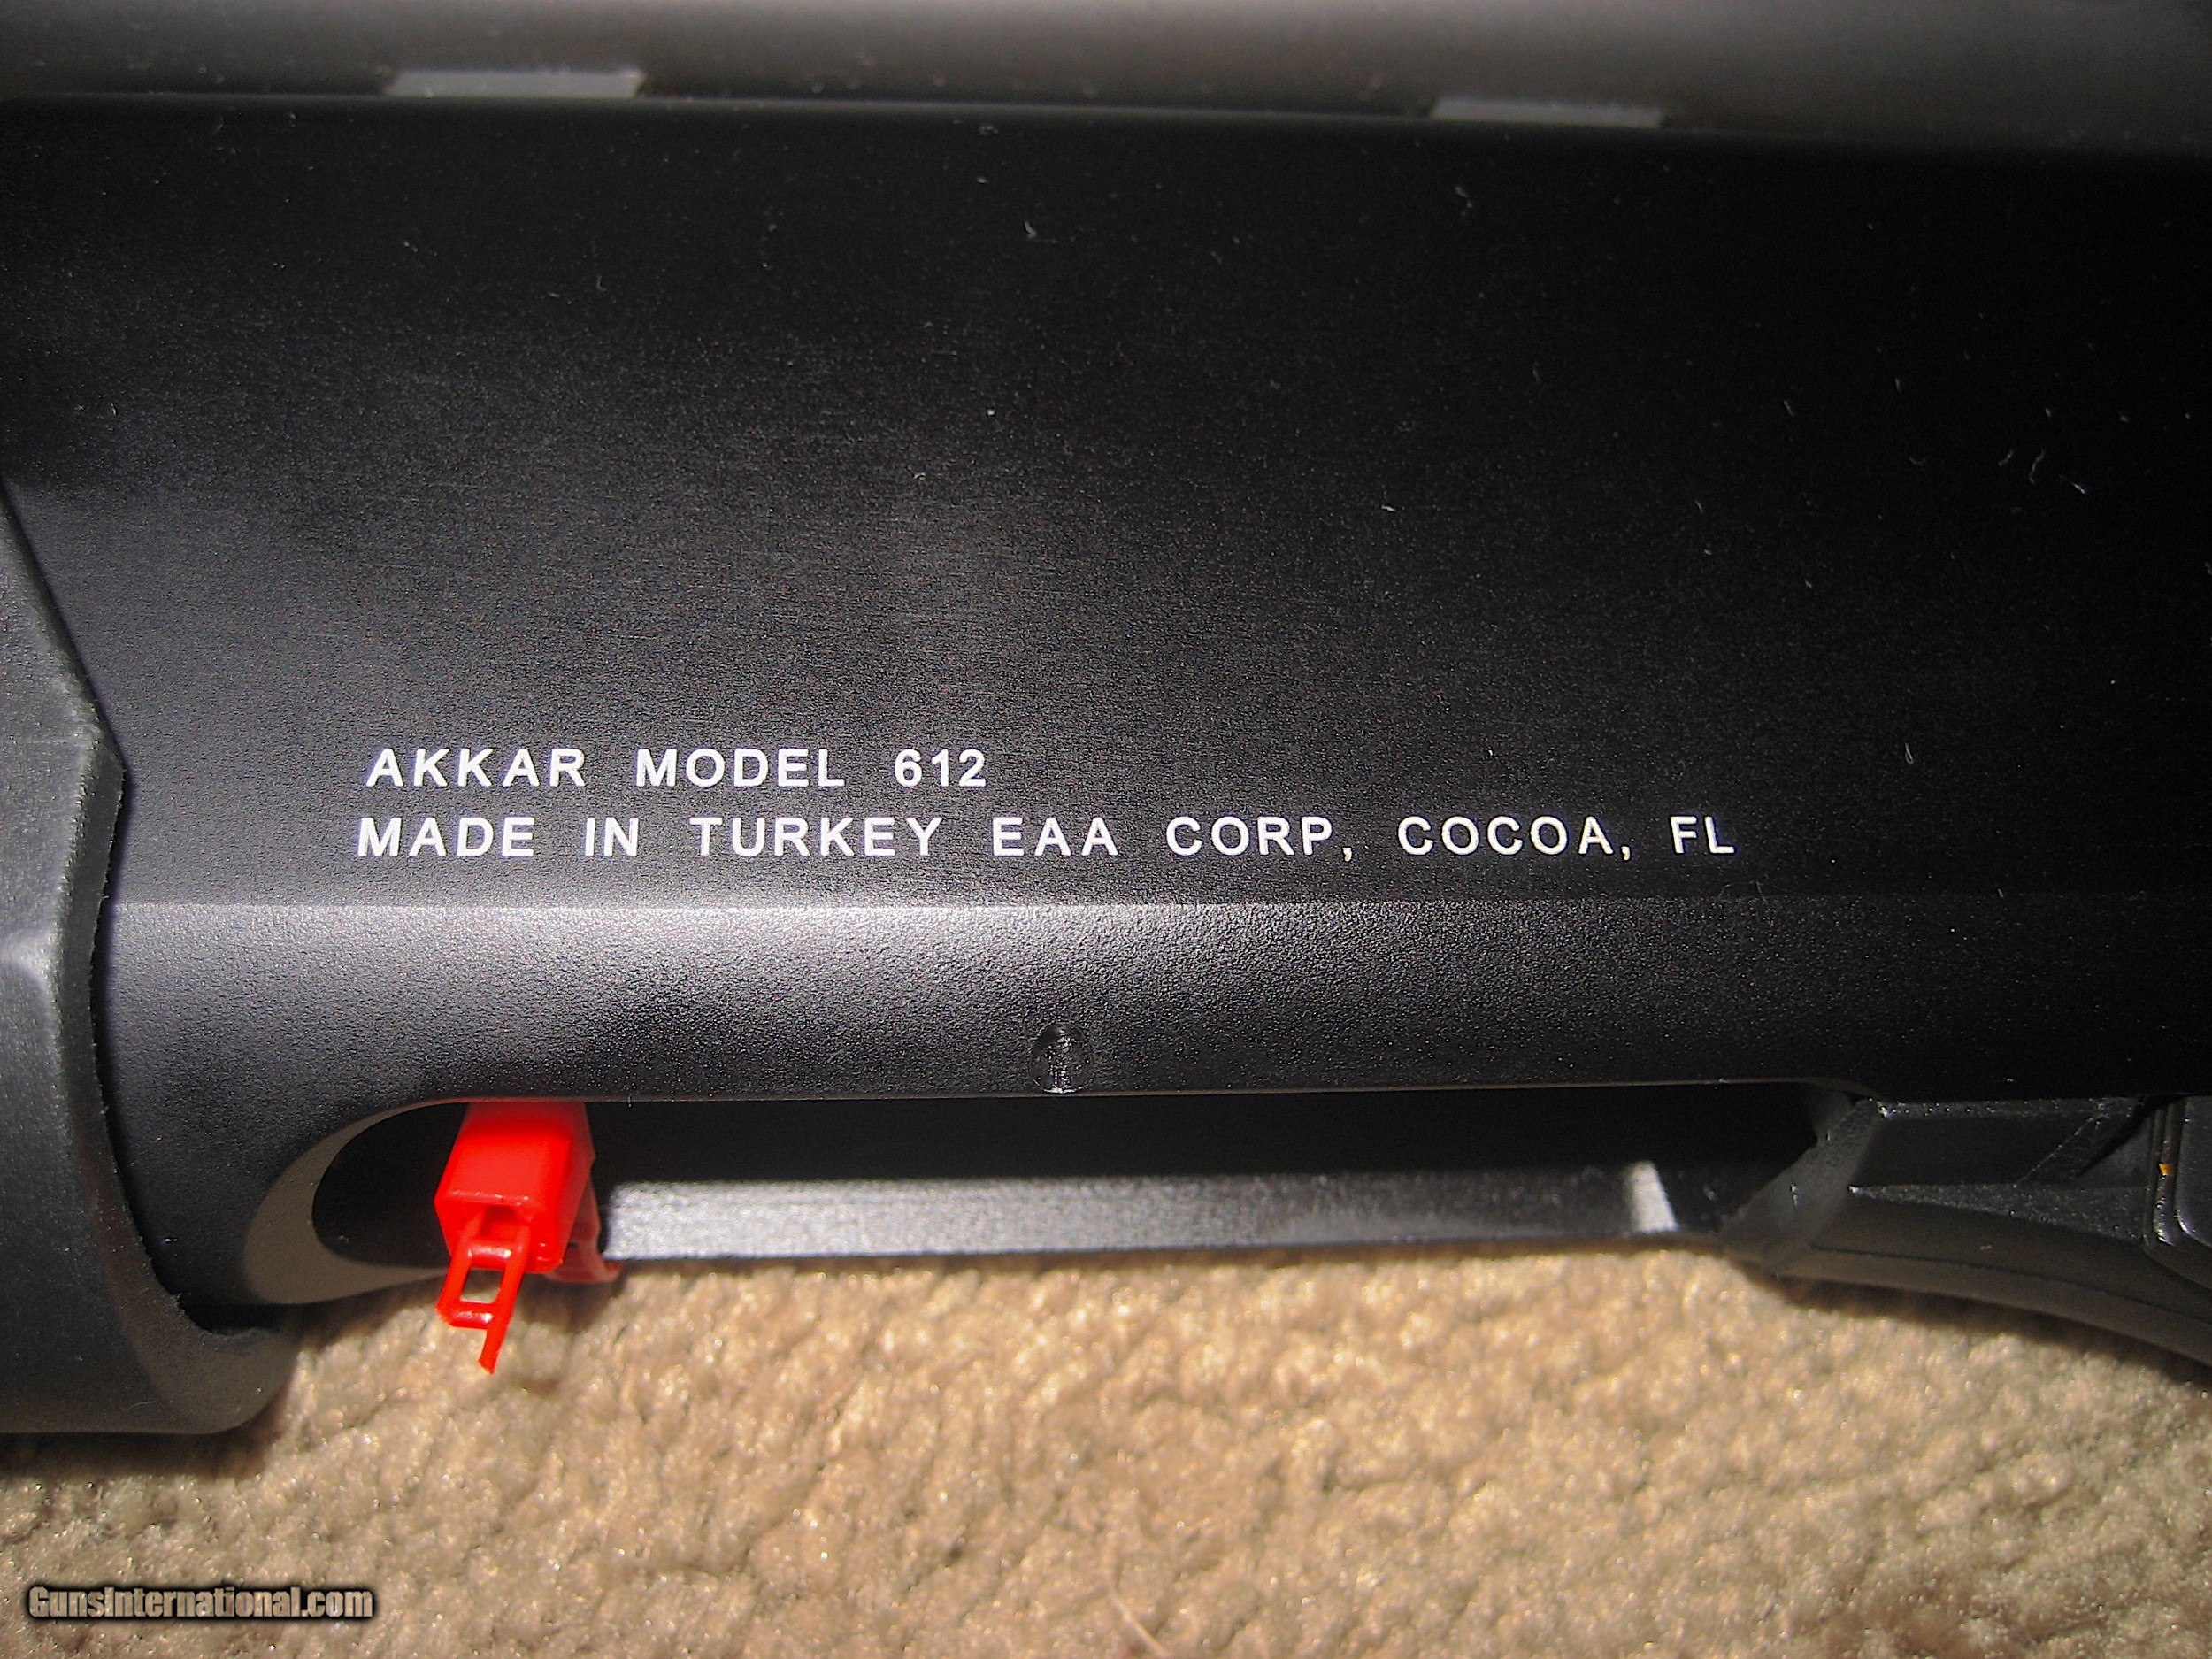 AKKAR MODEL 612
MADE IN TURKEY EAA CORP, COCOA, FL
GunsInternational.com